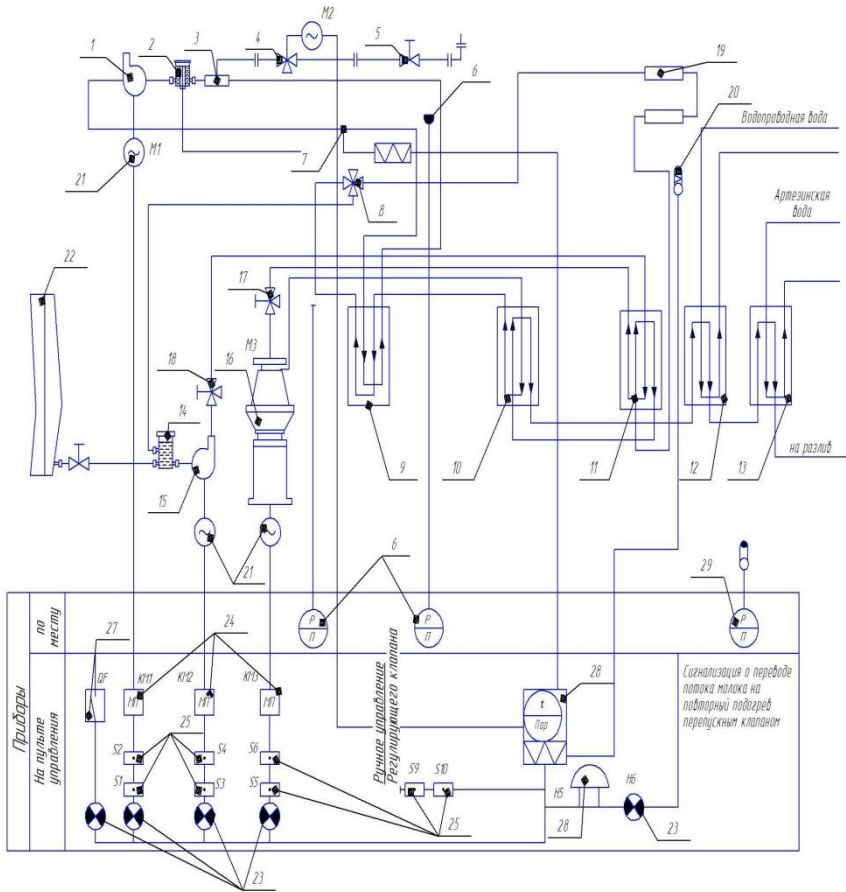 M2
1
2
3
4
5
6
19
20
Водопроводная вода
M1
21
7
8
Артезинская
вода
22
17
M3
18
16
14
15
9
10
11
12
13
на разлив
21
6
29
P
П
P
П
P
П
Приборы
по
месту
На пульте
управления
27
24
QF
KM1
KM2
KM3
МП
МП
МП
25
S2
S4
S6
S1
S3
S5
Ручное управление
Регулирующего клапана
t
Пар
28
Сигнализация о переводе
потока молока на
повторный подогрев
перепускным клапаном
S9
S10
H5
H6
25
28
23
23